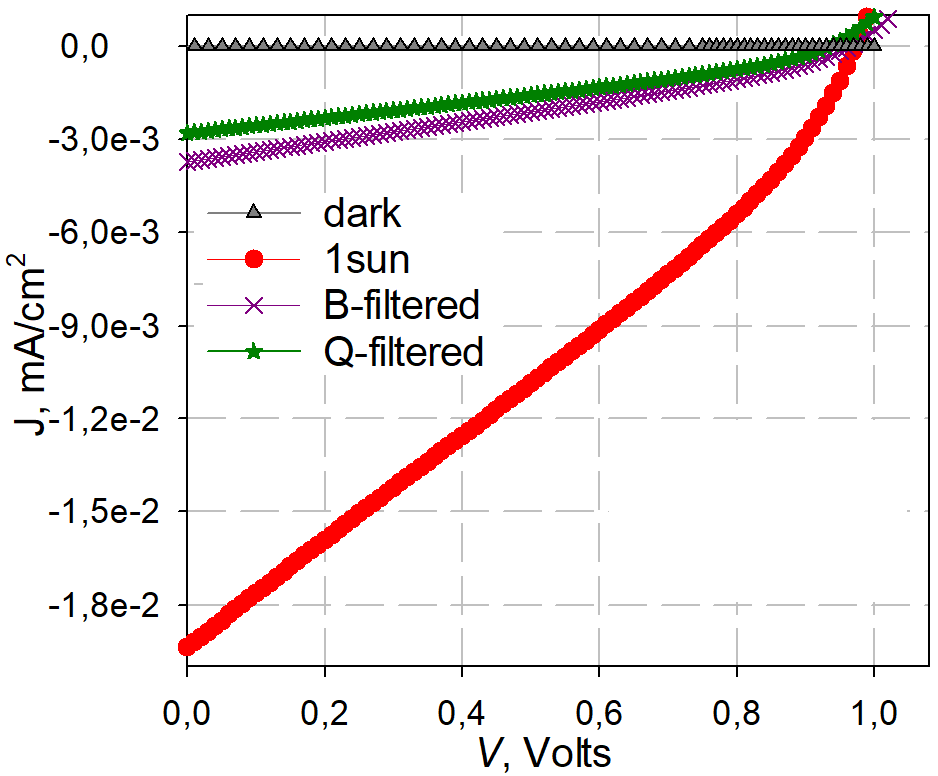 0,0
-3,0e-3
-6,0e-3
-9,0e-3
-1,2e-2
-1,5e-2
-1,8e-2
J, mA/cm²
dark
1sun
B-filtered
Q-filtered
0,0 0,2 0,4 0,6 0,8 1,0
V, Volts